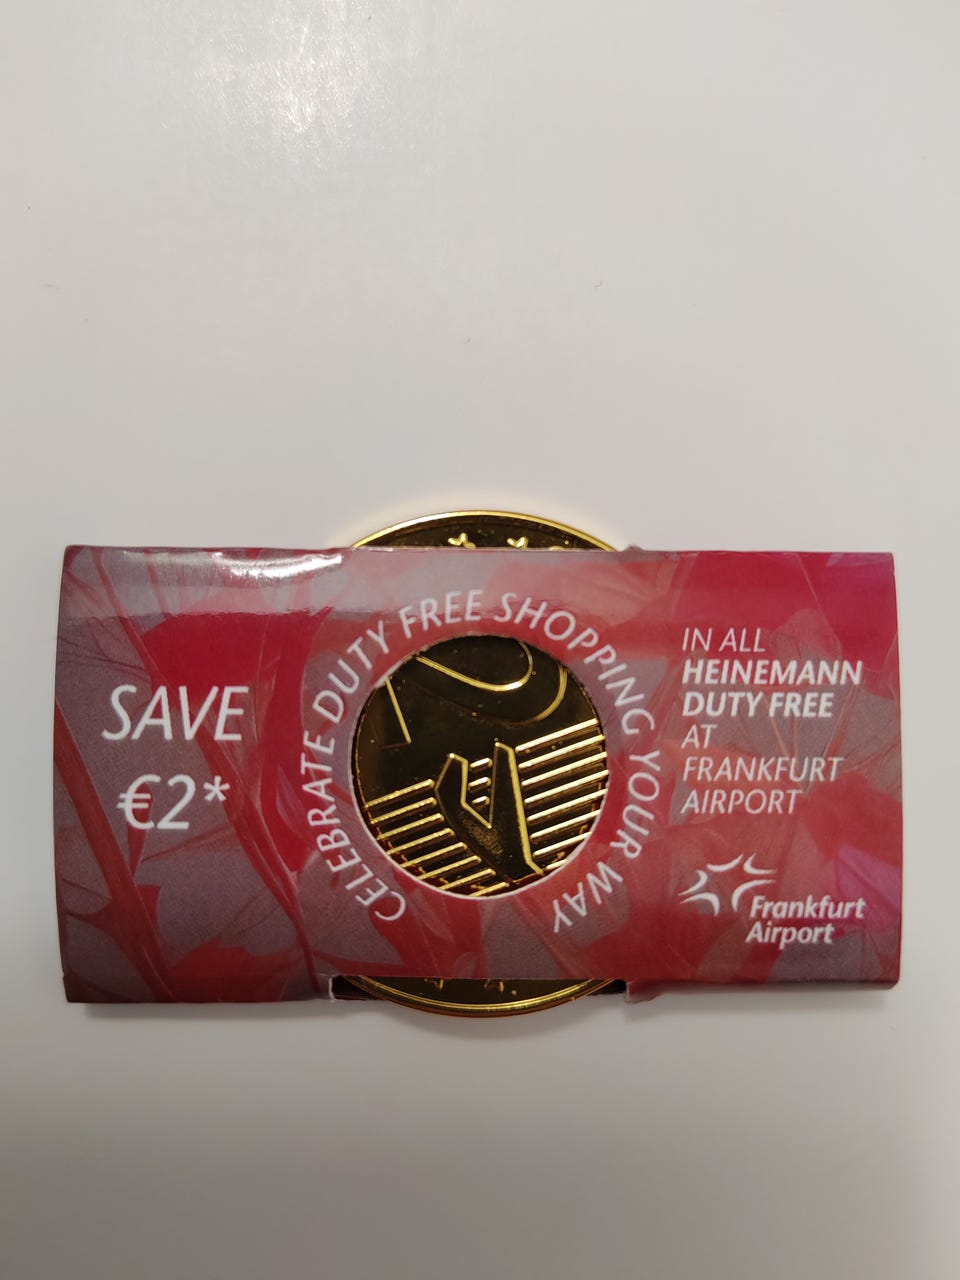 SAVE
€2*
CELEBRATE DUTY FREE SHOPPING YOUR WAY
IN ALL
HEINEMANN
DUTY FREE
AT
FRANKFURT
AIRPORT
Frankfurt
Airport